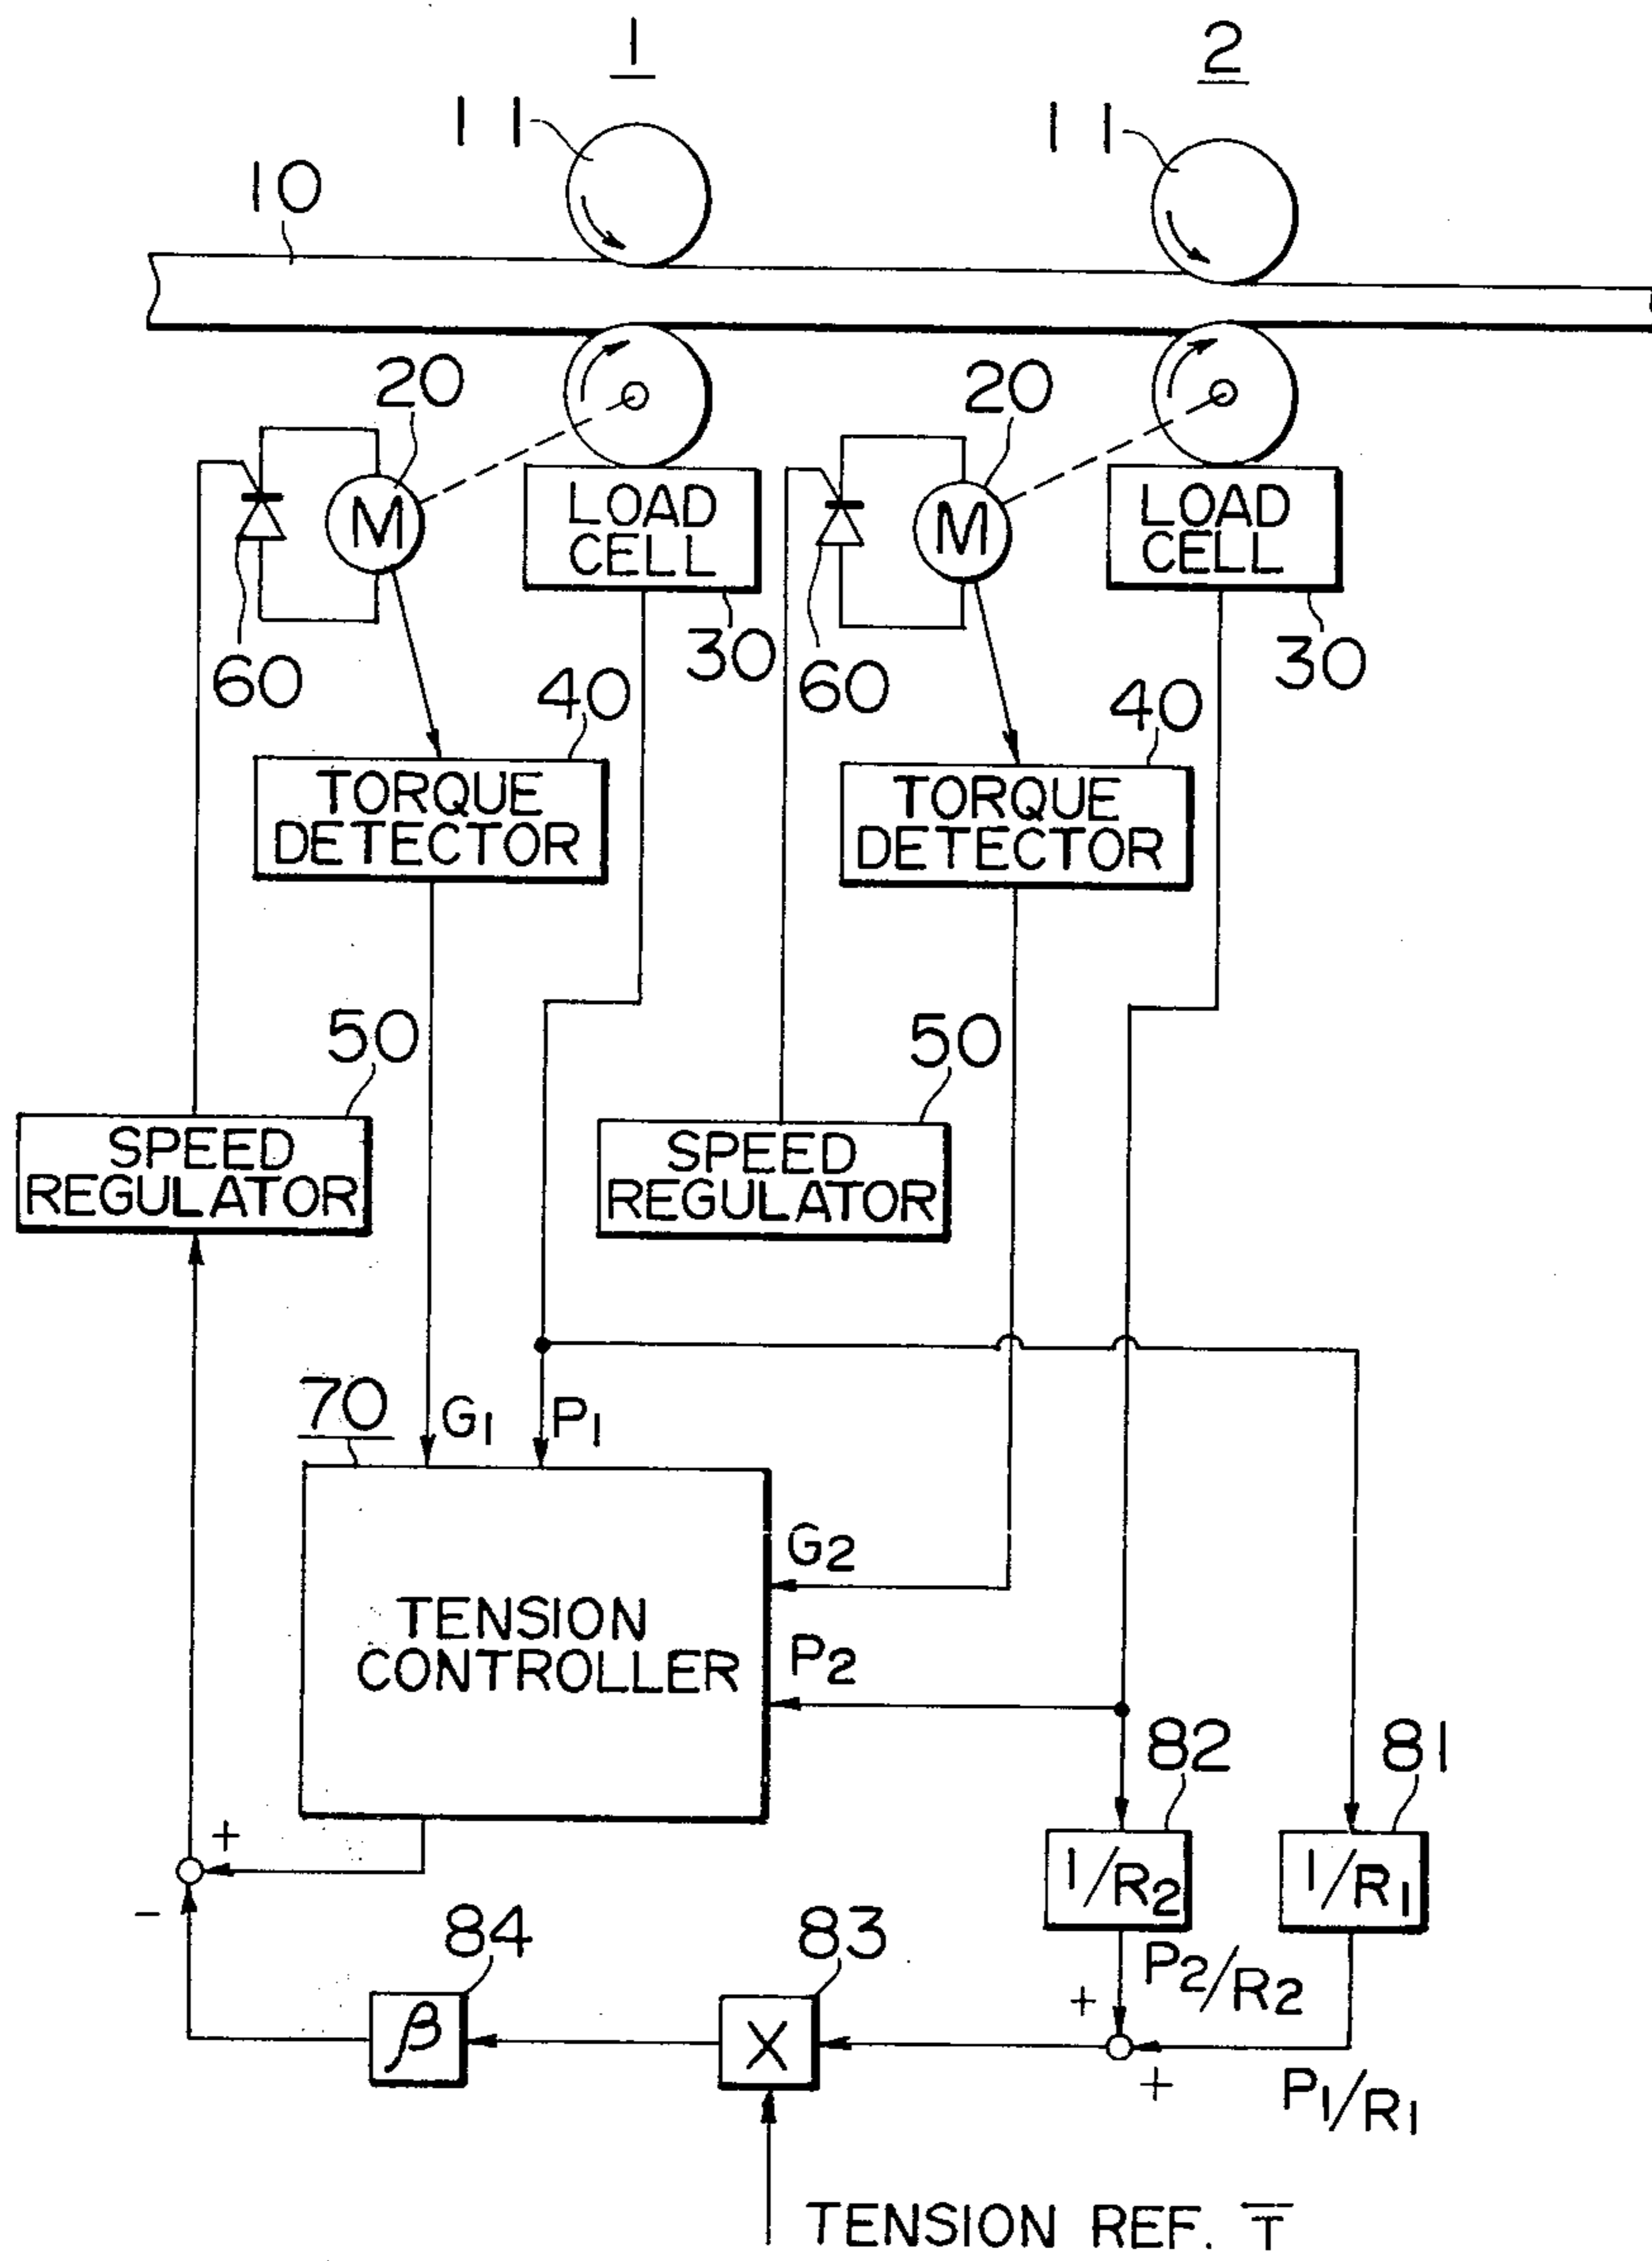 1
2
11
11
10
20
20
M
LOAD
CELL
M
LOAD
CELL
60
30
60
30
40
40
TORQUE
DETECTOR
TORQUE
DETECTOR
50
50
SPEED
REGULATOR
SPEED
REGULATOR
70
G1
P1
G2
TENSION
CONTROLLER
P2
82
81
+
1/R2
1/R1
-
84
83
P2/R2
+
β
X
+
P1/R1
TENSION REF. T̅